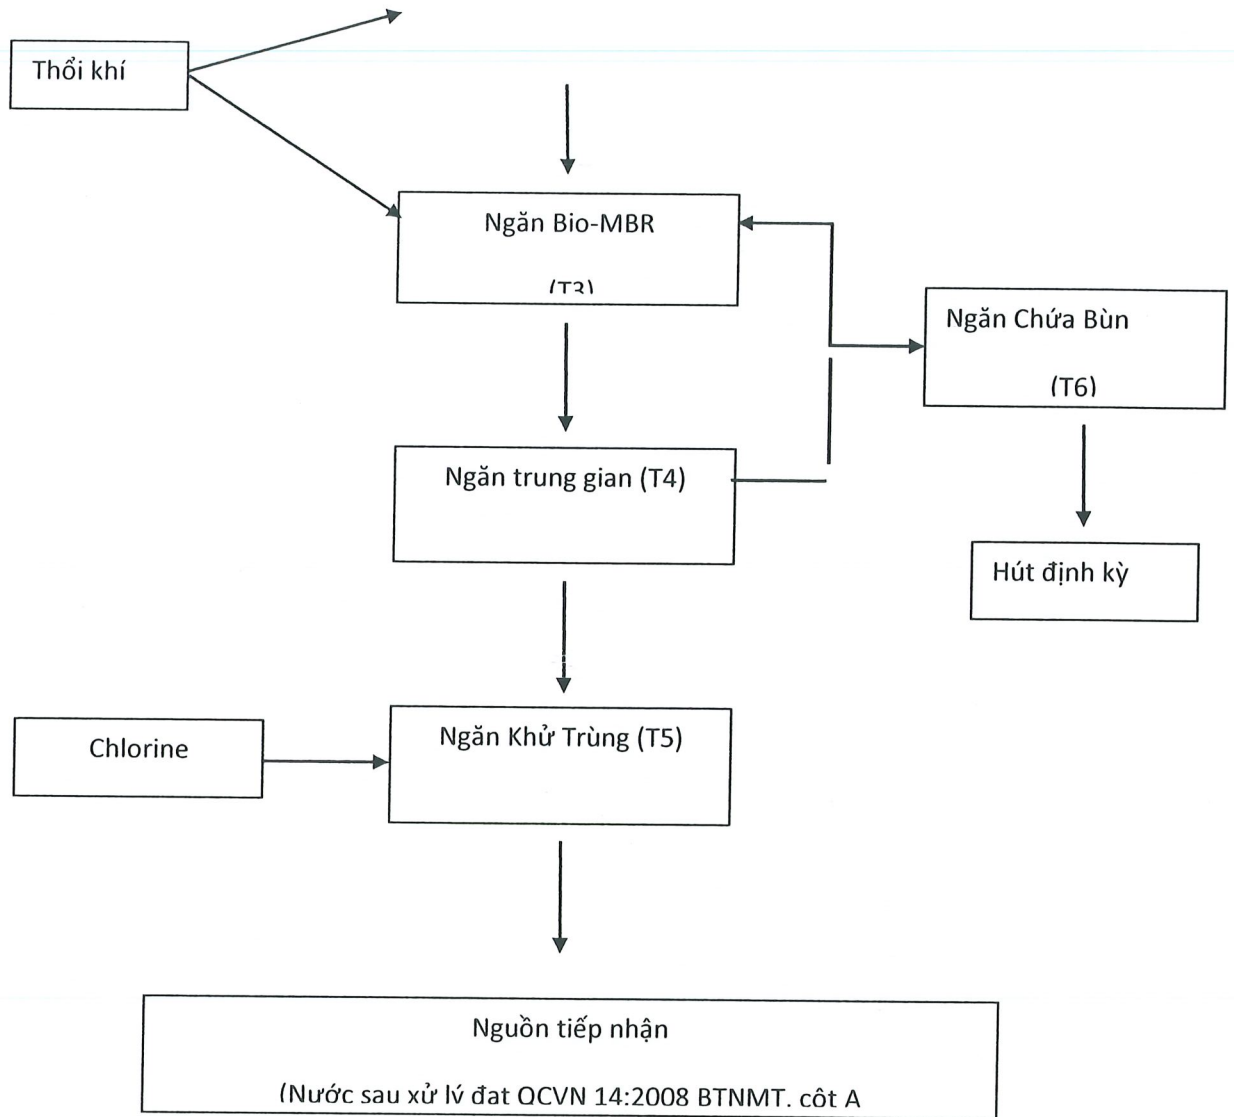 Thổi khí
Ngăn Bio-MBR
(T3)
Ngăn Chứa Bùn
(T6)
Ngăn trung gian (T4)
Hút định kỳ
Chlorine
Ngăn Khử Trùng (T5)
Nguồn tiếp nhận
(Nước sau xử lý đạt QCVN 14:2008 BTNMT. cột A